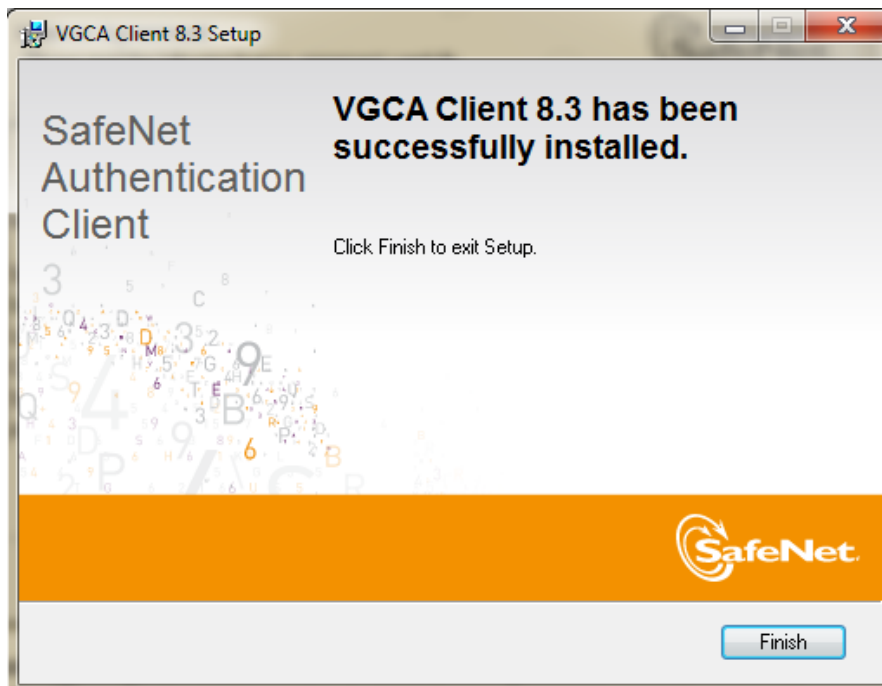 VGCA Client 8.3 Setup
SafeNet
Authentication
Client
VGCA Client 8.3 has been
successfully installed.
Click Finish to exit Setup.
SafeNet.
Finish